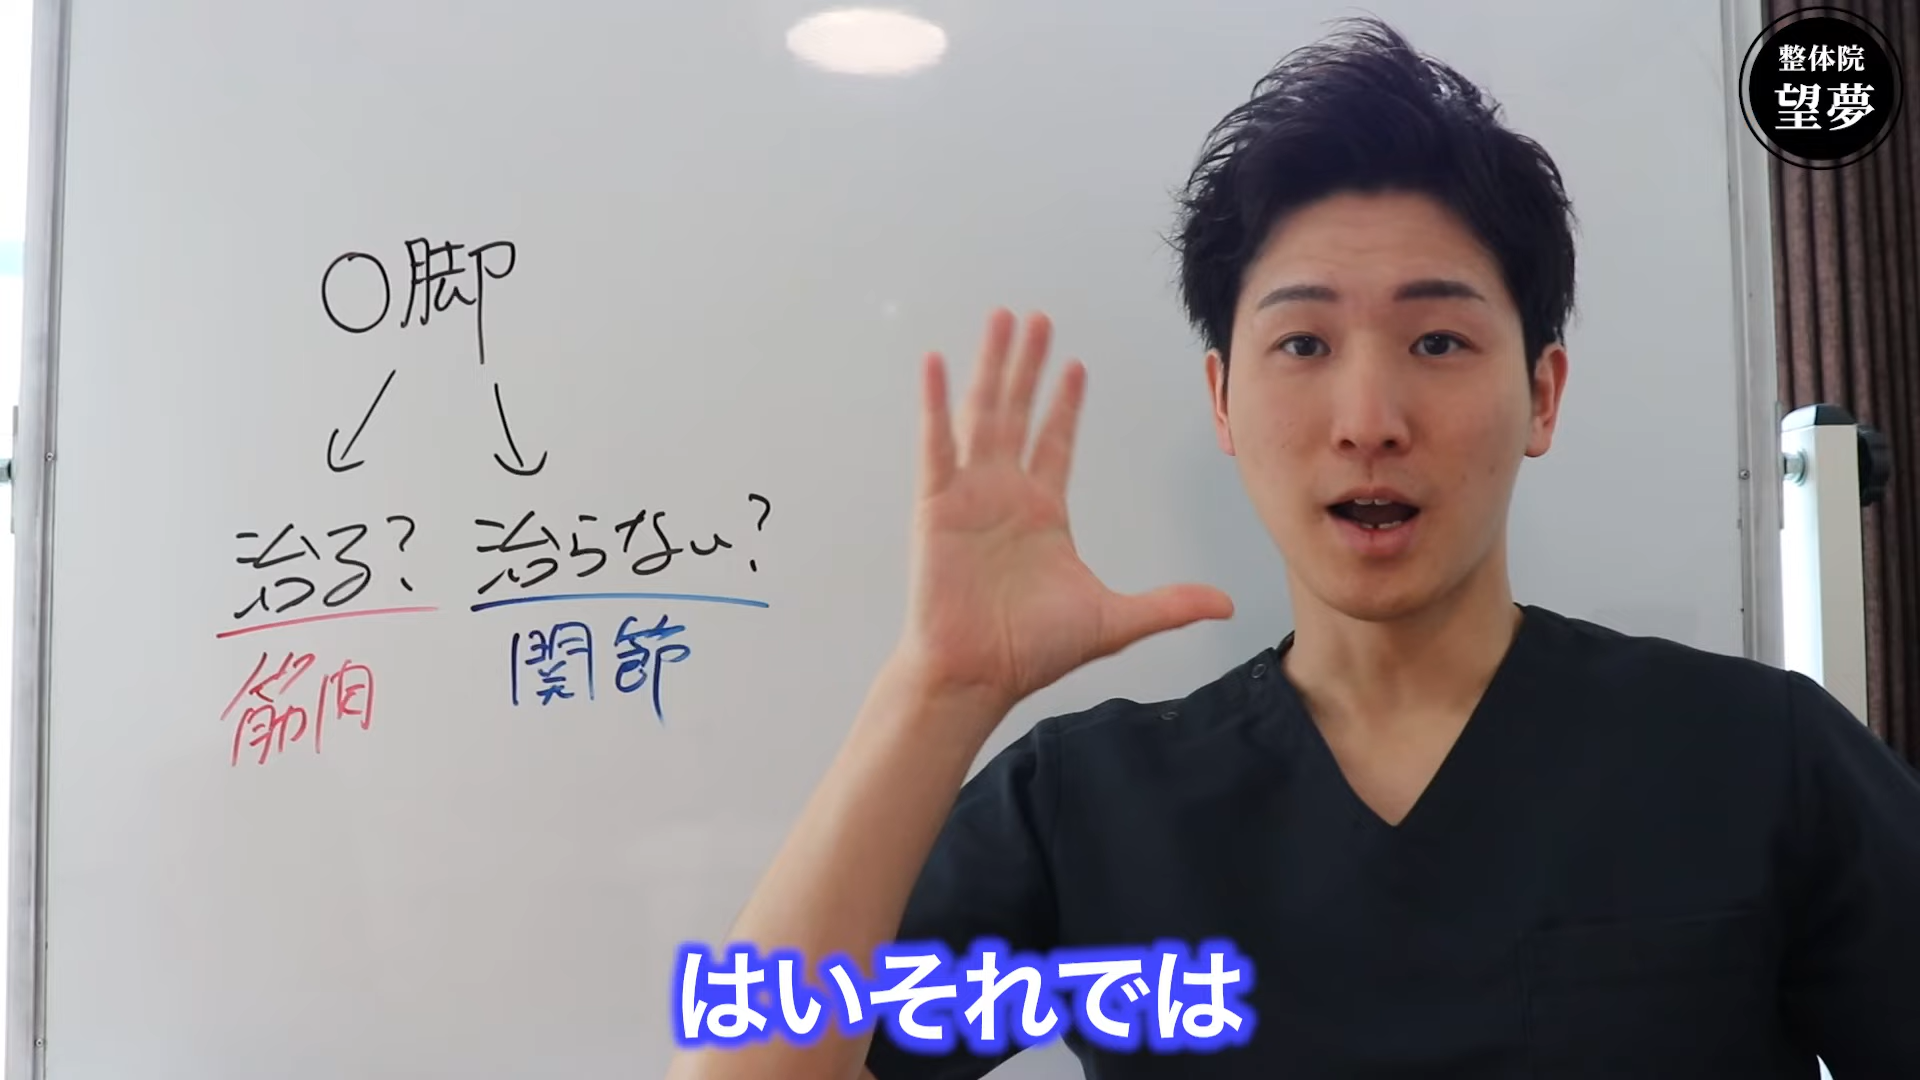 整体院
望夢
○脚
治る? 治らない?
筋肉 関節
はいそれでは